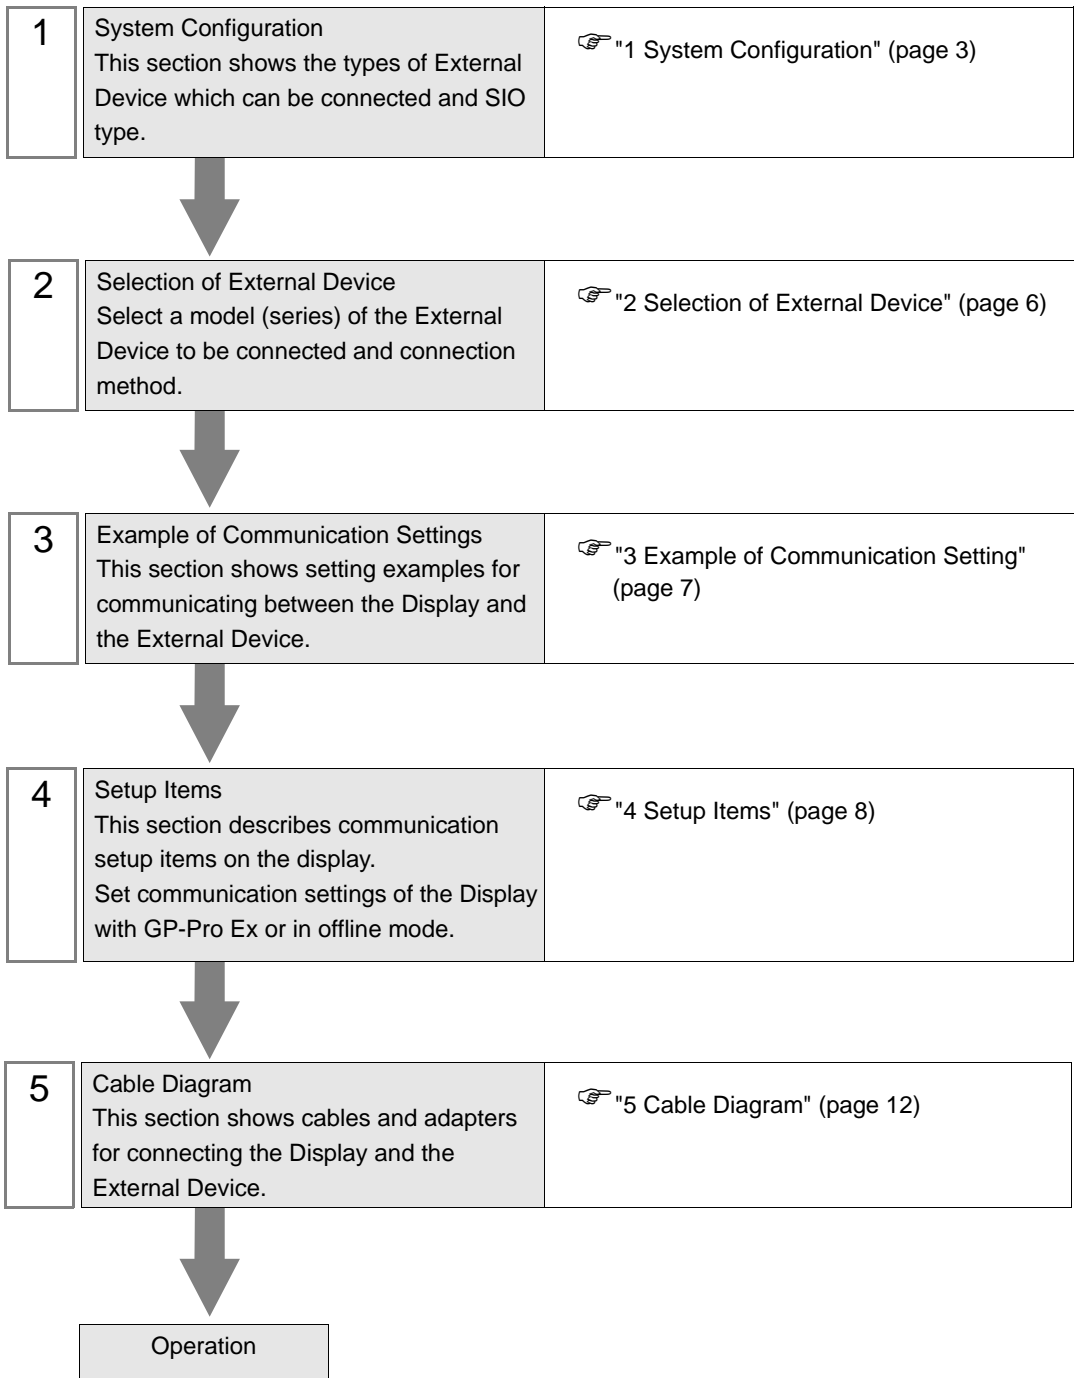 1
System Configuration
This section shows the types of External
Device which can be connected and SIO
type.
"1 System Configuration" (page 3)
2
Selection of External Device
Select a model (series) of the External
Device to be connected and connection
method.
"2 Selection of External Device" (page 6)
3
Example of Communication Settings
This section shows setting examples for
communicating between the Display and
the External Device.
"3 Example of Communication Setting"
(page 7)
4
Setup Items
This section describes communication
setup items on the display.
Set communication settings of the Display
with GP-Pro Ex or in offline mode.
"4 Setup Items" (page 8)
5
Cable Diagram
This section shows cables and adapters
for connecting the Display and the
External Device.
"5 Cable Diagram" (page 12)
Operation